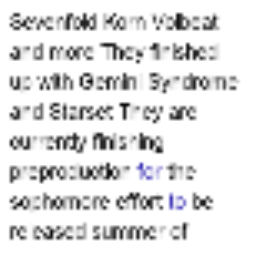 Sevenfold Korn Volbeat
and more They finished
up with Gemini Syndrome
and Starset They are
currently finishing
preproduction for the
sophomore effort to be
released summer of